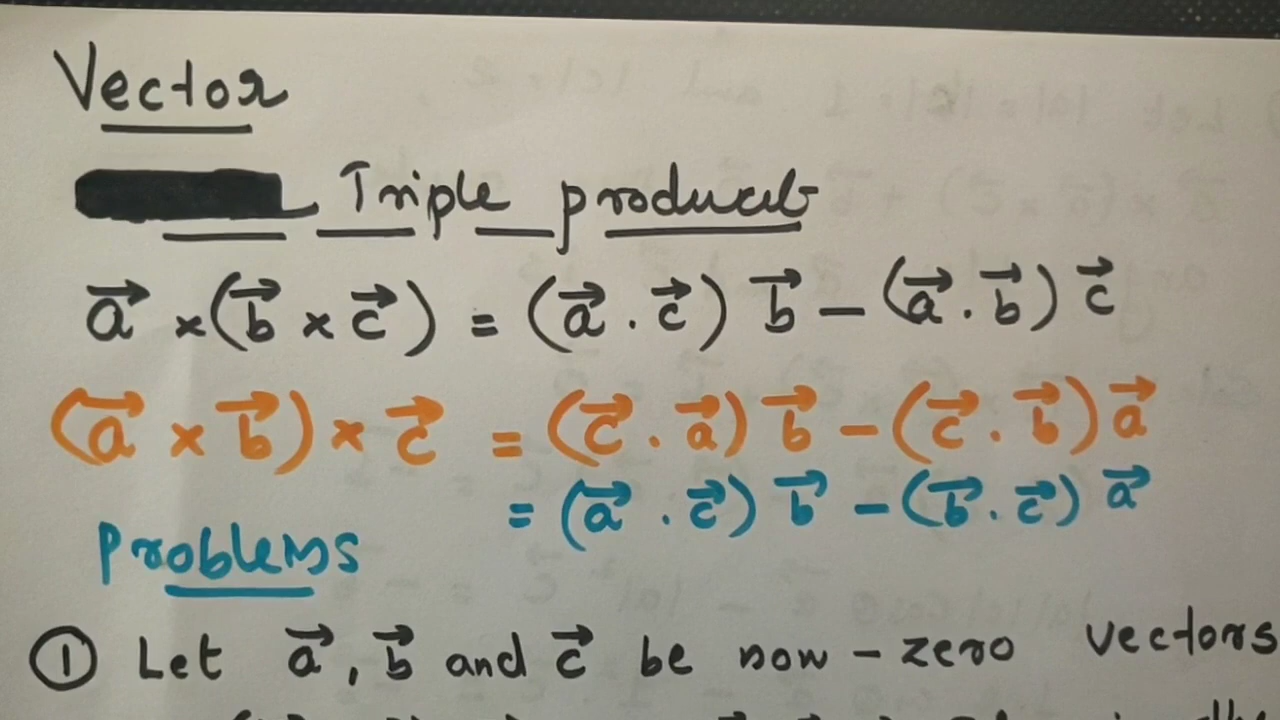 Vector
Triple product
a⃗ × (b⃗ × c⃗) = (a⃗ . c⃗) b⃗ – (a⃗ . b⃗) c⃗
(a⃗ × b⃗) × c⃗ = (c⃗ . a⃗) b⃗ – (c⃗ . b⃗) a⃗
= (a⃗ . c⃗) b⃗ – (b⃗ . c⃗) a⃗
Problems
① Let a⃗, b⃗ and c⃗ be non – zero vectors